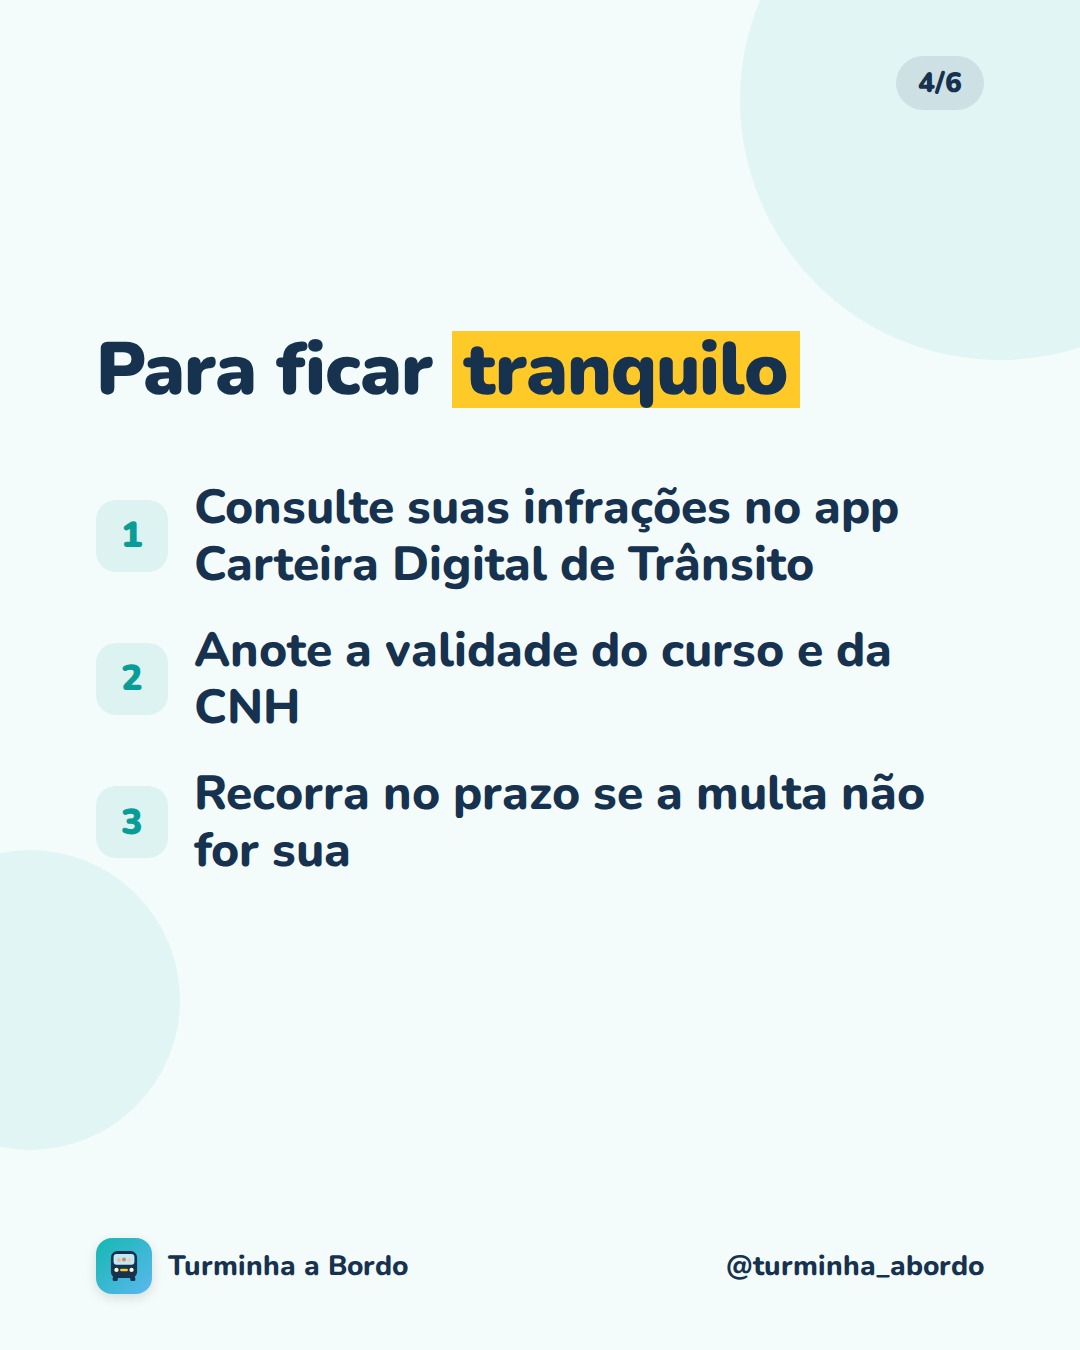 4/6
Para ficar tranquilo
1
Consulte suas infrações no app
Carteira Digital de Trânsito
2
Anote a validade do curso e da
CNH
3
Recorra no prazo se a multa não
for sua
Turminha a Bordo
@turminha_abordo